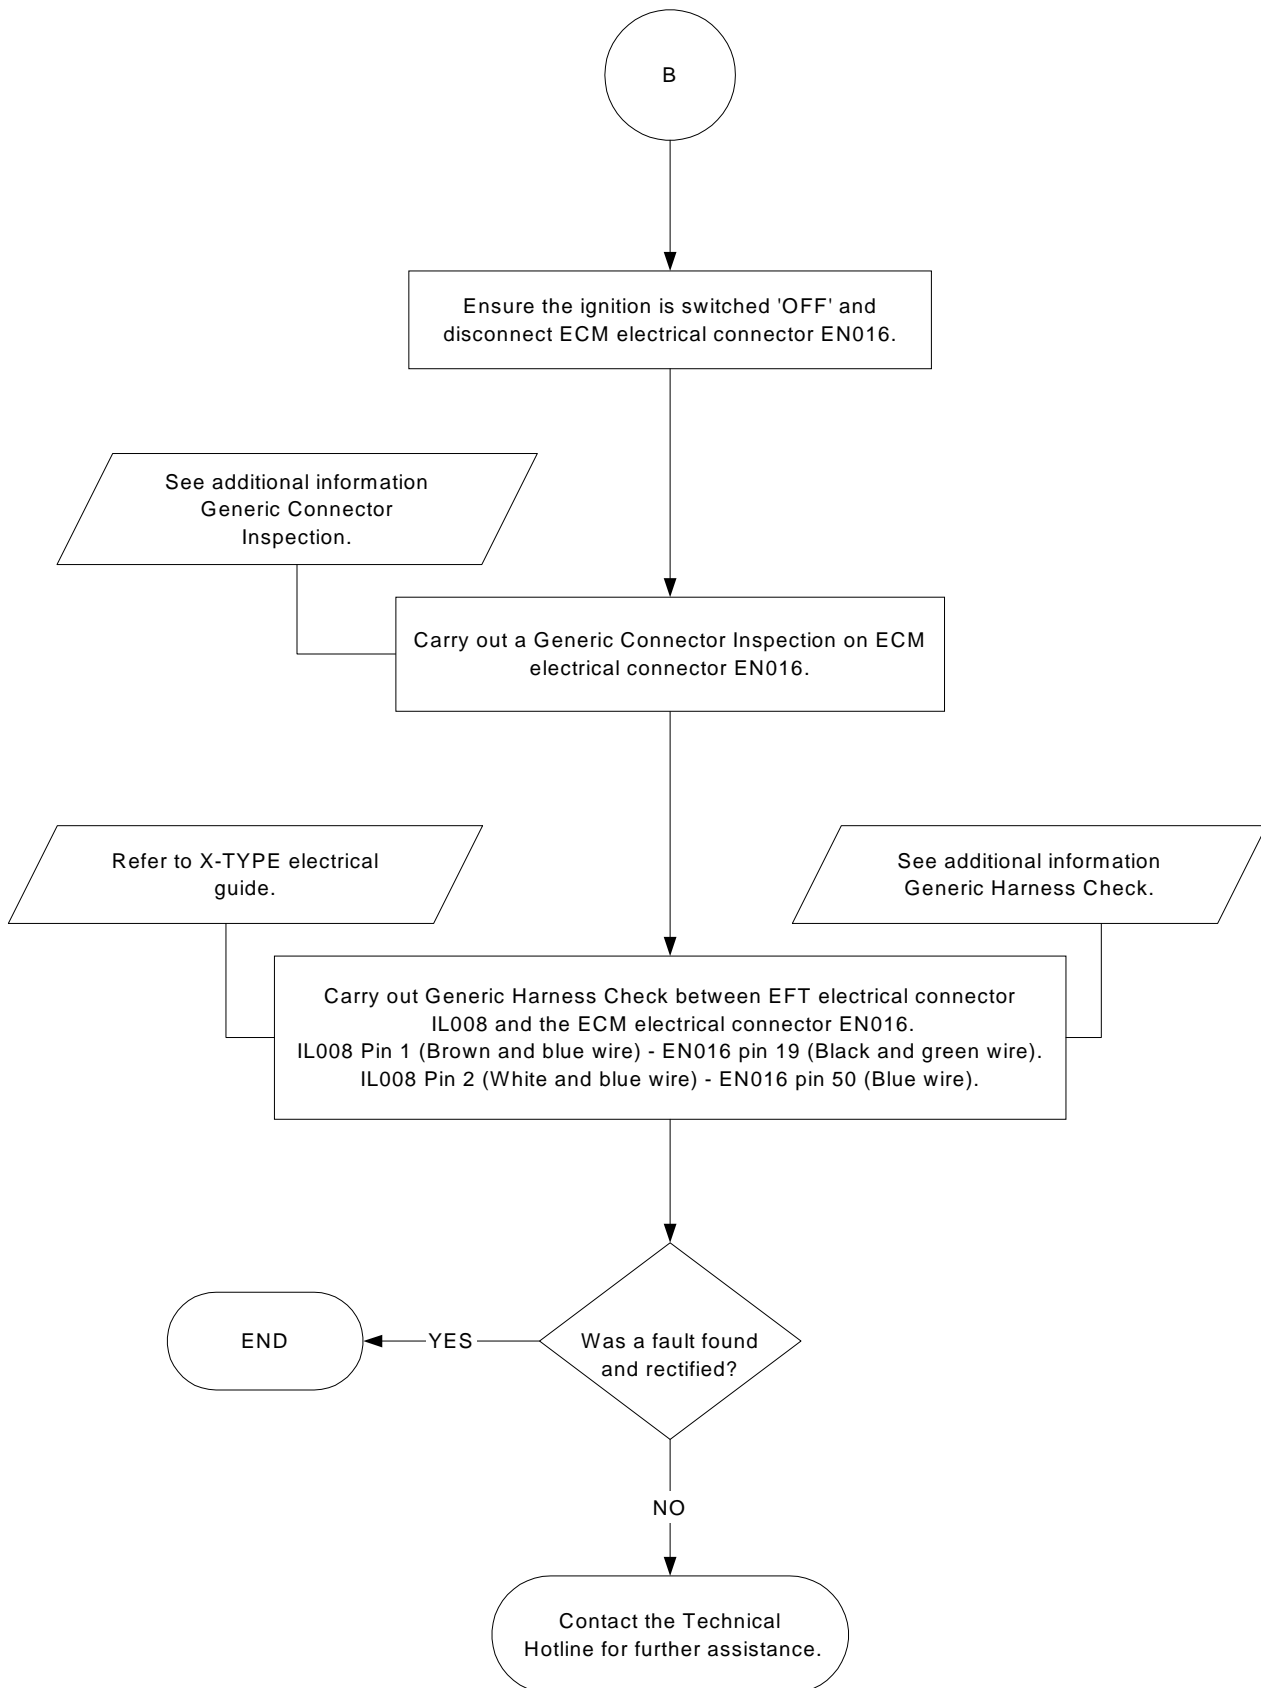 B
Ensure the ignition is switched 'OFF' and
disconnect ECM electrical connector EN016.
See additional information
Generic Connector
Inspection.
Carry out a Generic Connector Inspection on ECM
electrical connector EN016.
Refer to X-TYPE electrical
guide.
See additional information
Generic Harness Check.
Carry out Generic Harness Check between EFT electrical connector
IL008 and the ECM electrical connector EN016.
IL008 Pin 1 (Brown and blue wire) - EN016 pin 19 (Black and green wire).
IL008 Pin 2 (White and blue wire) - EN016 pin 50 (Blue wire).
END
YES
Was a fault found
and rectified?
NO
Contact the Technical
Hotline for further assistance.